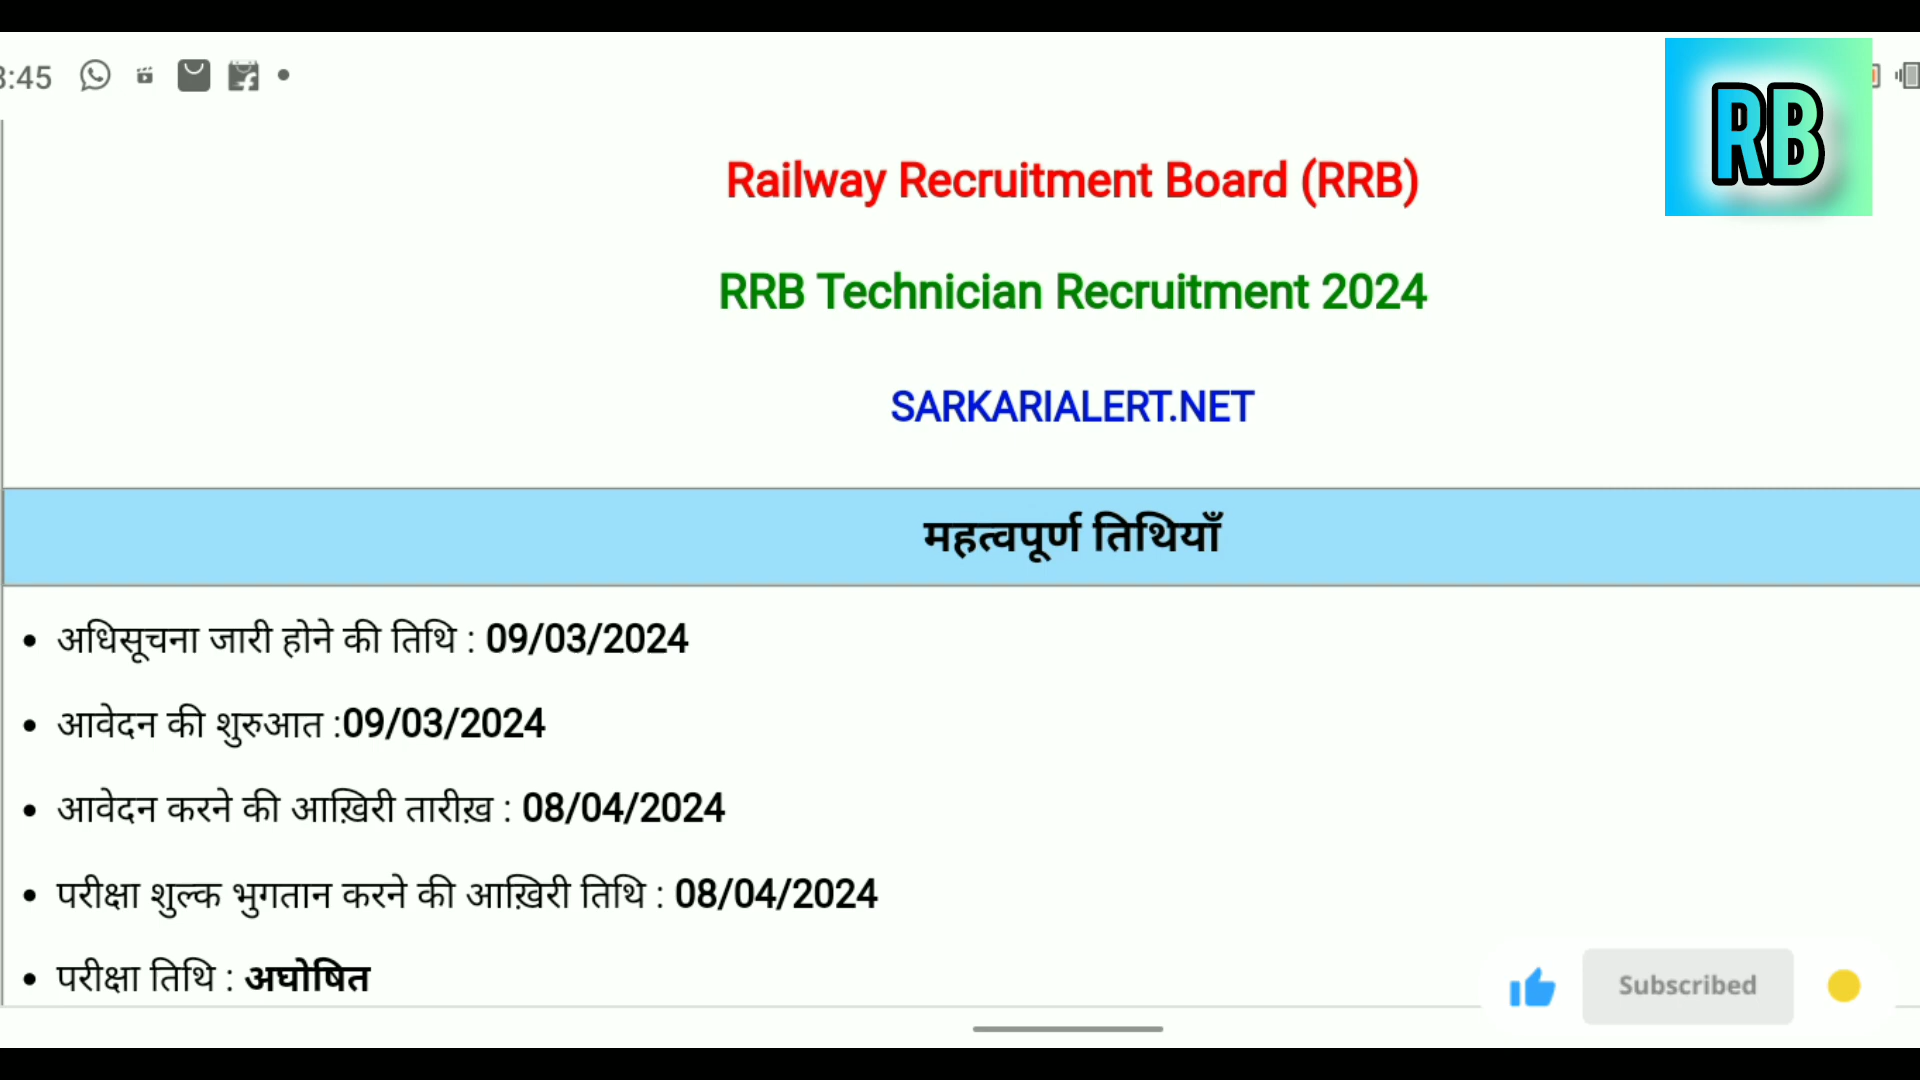 :45
RB
Railway Recruitment Board (RRB)
RRB Technician Recruitment 2024
SARKARIALERT.NET
महत्वपूर्ण तिथियाँ
• अधिसूचना जारी होने की तिथि : 09/03/2024
• आवेदन की शुरुआत :09/03/2024
• आवेदन करने की आख़िरी तारीख़ : 08/04/2024
• परीक्षा शुल्क भुगतान करने की आख़िरी तिथि : 08/04/2024
• परीक्षा तिथि : अघोषित
Subscribed